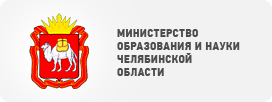 МИНИСТЕРСТВО
ОБРАЗОВАНИЯ И НАУКИ
ЧЕЛЯБИНСКОЙ
ОБЛАСТИ